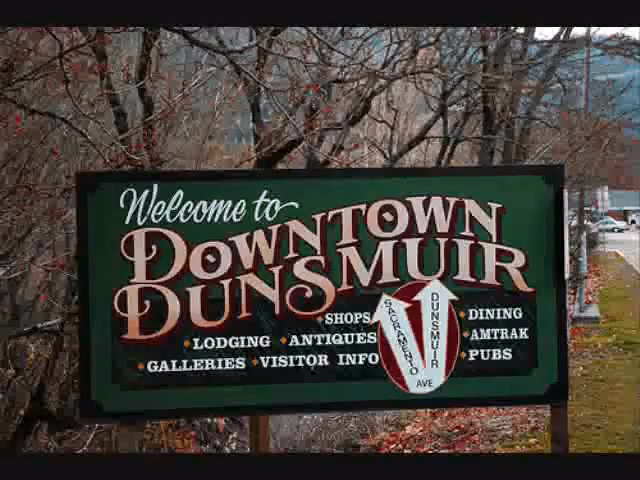 Welcome to
DOWNTOWN
DUNSMUIR
SHOPS
LODGING ANTIQUES
GALLERIES VISITOR INFO
SACRAMENTO
DUNSMUIR
AVE
DINING
AMTRAK
PUBS